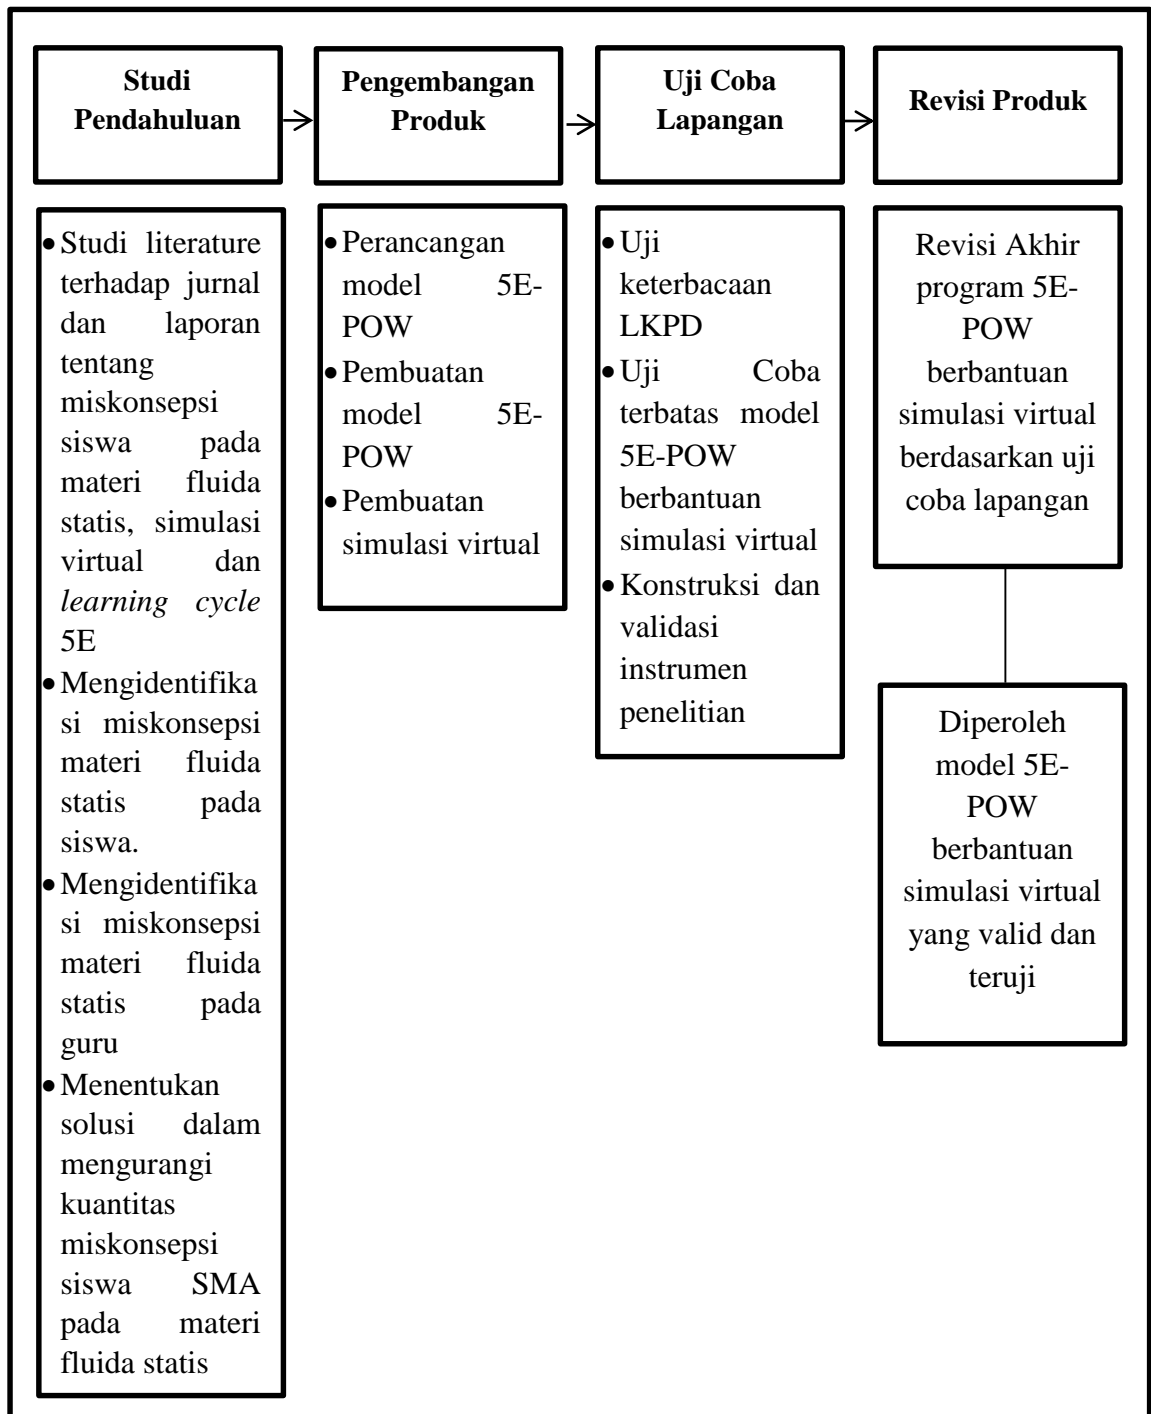 Studi
Pendahuluan
Pengembangan
Produk
Uji Coba
Lapangan
Revisi Produk
• Studi literature
terhadap jurnal
dan laporan
tentang
miskonsepsi
siswa pada
materi fluida
statis, simulasi
virtual dan
learning cycle
5E
• Mengidentifika
si miskonsepsi
materi fluida
statis pada
siswa.
• Mengidentifika
si miskonsepsi
materi fluida
statis pada
guru
• Menentukan
solusi dalam
mengurangi
kuantitas
miskonsepsi
siswa SMA
pada materi
fluida statis
• Perancangan
model 5E-
POW
• Pembuatan
model 5E-
POW
• Pembuatan
simulasi virtual
• Uji
keterbacaan
LKPD
• Uji Coba
terbatas model
5E-POW
berbantuan
simulasi virtual
• Konstruksi dan
validasi
instrumen
penelitian
Revisi Akhir
program 5E-
POW
berbantuan
simulasi virtual
berdasarkan uji
coba lapangan
Diperoleh
model 5E-
POW
berbantuan
simulasi virtual
yang valid dan
teruji